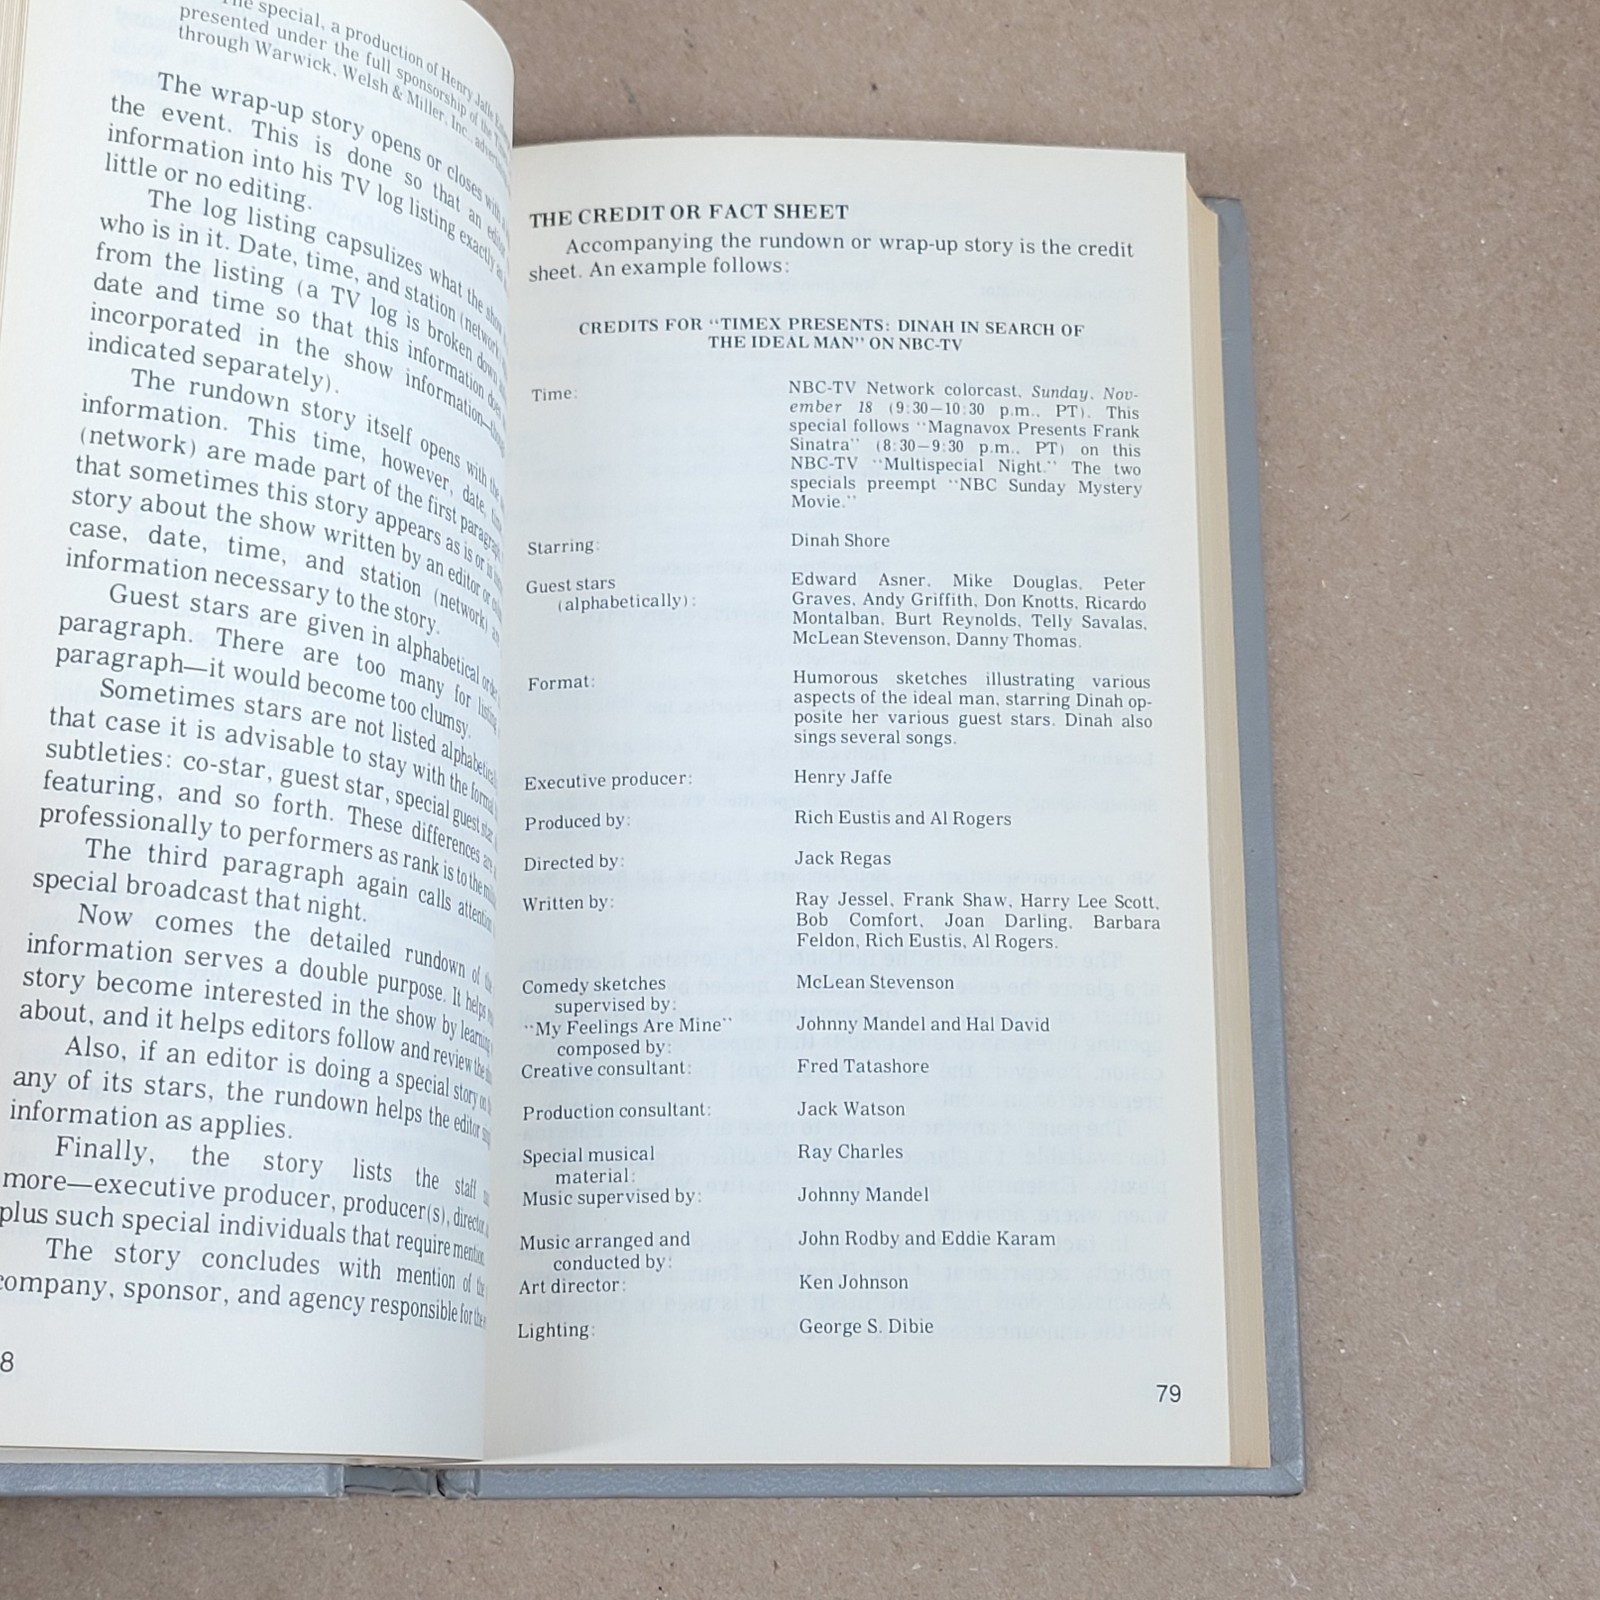 The special, a production of Henry Jaffe
presented under the full sponsorship of the
through Warwick, Welsh & Miller, Inc.,
The wrap-up story opens or closes with
the event. This is done so that an
information into his TV log listing exactly
little or no editing.
The log listing capsulizes what the show
who is in it. Date, time, and station (network)
from the listing (a TV log is broken down
date and time so that this information does
incorporated in the show information—
indicated separately).
The rundown story itself opens with the
information. This time, however, date,
(network) are made part of the first paragraph
that sometimes this story appears as is or in
story about the show written by an editor or
case, date, time, and station (network)
information necessary to the story.
Guest stars are given in alphabetical
paragraph. There are too many for listing
paragraph—it would become too clumsy.
Sometimes stars are not listed
that case it is advisable to stay with the
subtleties: co-star, guest star, special guest star,
featuring, and so forth. These differences are
professionally to performers as rank is to the
The third paragraph again calls
special broadcast that night.
Now comes the detailed rundown of
information serves a double purpose. It helps
story become interested in the show by
about, and it helps editors follow and review the
Also, if an editor is doing a special story on
any of its stars, the rundown helps the editor
information as applies.
Finally, the story lists the staff
more—executive producer, producer(s),
plus such special individuals that require mention.
The story concludes with mention of the
company, sponsor, and agency responsible for the
8
THE CREDIT OR FACT SHEET
Accompanying the rundown or wrap-up story is the credit
sheet. An example follows:
CREDITS FOR "TIMEX PRESENTS: DINAH IN SEARCH OF
THE IDEAL MAN" ON NBC-TV
Time: NBC-TV Network colorcast, Sunday, Nov-
ember 18 (9:30—10:30 p.m., PT). This
special follows "Magnavox Presents Frank
Sinatra" (8:30—9:30 p.m., PT) on this
NBC-TV "Multispecial Night." The two
specials preempt "NBC Sunday Mystery
Movie."
Starring: Dinah Shore
Guest stars Edward Asner, Mike Douglas, Peter
(alphabetically): Graves, Andy Griffith, Don Knotts, Ricardo
Montalban, Burt Reynolds, Telly Savalas,
McLean Stevenson, Danny Thomas.
Format: Humorous sketches illustrating various
aspects of the ideal man, starring Dinah op-
posite her various guest stars. Dinah also
sings several songs.
Executive producer: Henry Jaffe
Produced by: Rich Eustis and Al Rogers
Directed by: Jack Regas
Written by: Ray Jessel, Frank Shaw, Harry Lee Scott,
Bob Comfort, Joan Darling, Barbara
Feldon, Rich Eustis, Al Rogers.
Comedy sketches McLean Stevenson
supervised by:
"My Feelings Are Mine" Johnny Mandel and Hal David
composed by:
Creative consultant: Fred Tatashore
Production consultant: Jack Watson
Special musical Ray Charles
material:
Music supervised by: Johnny Mandel
Music arranged and John Rodby and Eddie Karam
conducted by:
Art director: Ken Johnson
Lighting: George S. Dibie
79